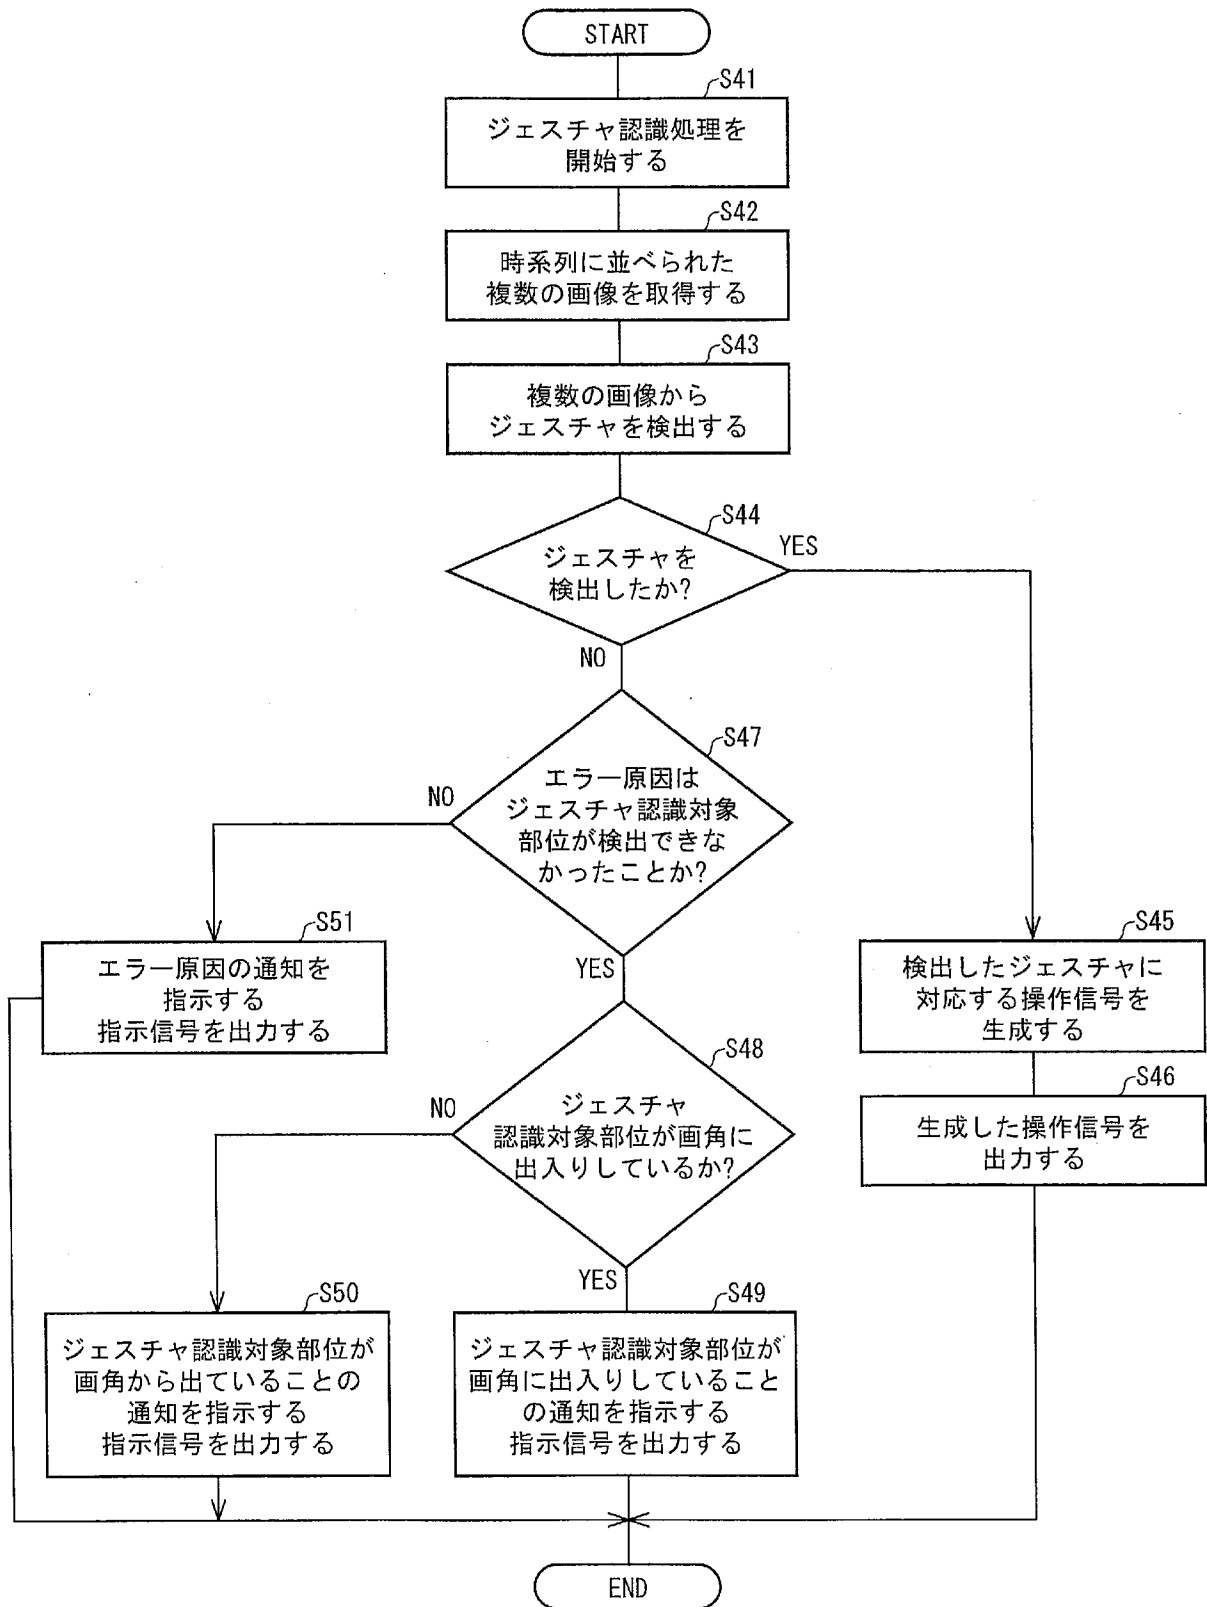 START
S41
ジェスチャ認識処理を
開始する
S42
時系列に並べられた
複数の画像を取得する
S43
複数の画像から
ジェスチャを検出する
S44
ジェスチャを
検出したか?
YES
NO
S47
エラー原因は
ジェスチャ認識対象
部位が検出できな
かったことか?
NO
YES
S51
エラー原因の通知を
指示する
指示信号を出力する
S45
検出したジェスチャに
対応する操作信号を
生成する
S48
ジェスチャ
認識対象部位が画角に
出入りしているか?
NO
YES
S46
生成した操作信号を
出力する
S50
ジェスチャ認識対象部位が
画角から出ていることの
通知を指示する
指示信号を出力する
S49
ジェスチャ認識対象部位が
画角に出入りしていること
の通知を指示する
指示信号を出力する
END